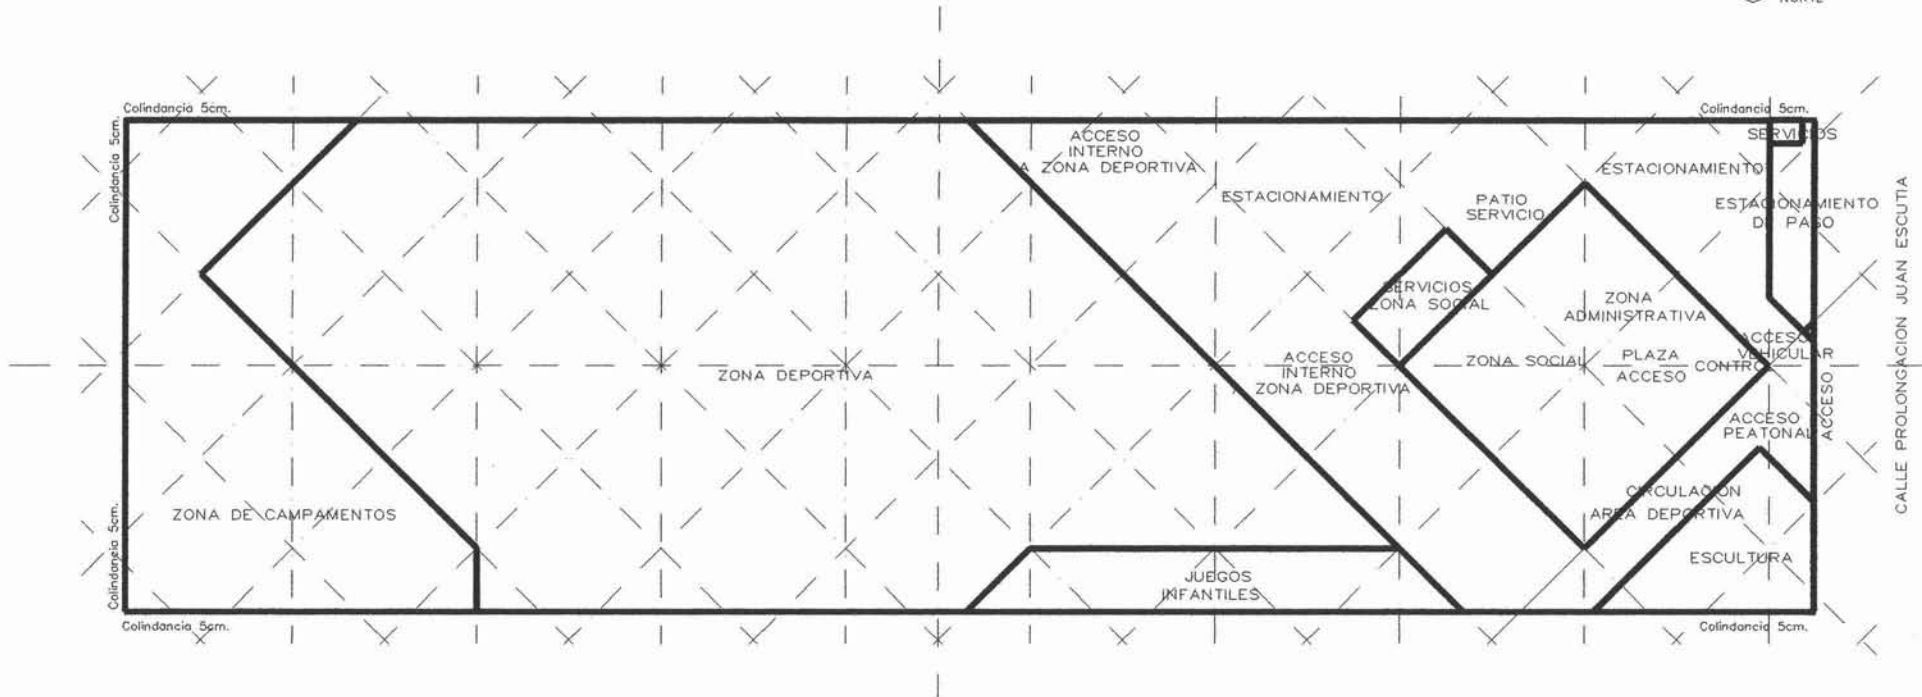 NORTE
Colindancia 5cm.
Colindancia 5cm.
Colindancia 5cm.
Colindancia 5cm.
ACCESO
INTERNO
A ZONA DEPORTIVA
SERVICIOS
ESTACIONAMIENTO
ESTACIONAMIENTO
PATIO
SERVICIO
ESTACIONAMIENTO
DE PASO
CALLE PROLONGACION JUAN ESCUTIA
SERVICIOS
ZONA SOCIAL
ZONA
ADMINISTRATIVA
ACCESO
VEHICULAR
ZONA DEPORTIVA
ACCESO
INTERNO
A ZONA DEPORTIVA
ZONA SOCIAL
PLAZA
ACCESO
CONTROL
ACCESO
ACCESO
PEATONAL
ZONA DE CAMPAMENTOS
CIRCULACION
AREA DEPORTIVA
ESCULTURA
JUEGOS
INFANTILES
Colindancia 5cm.
Colindancia 5cm.